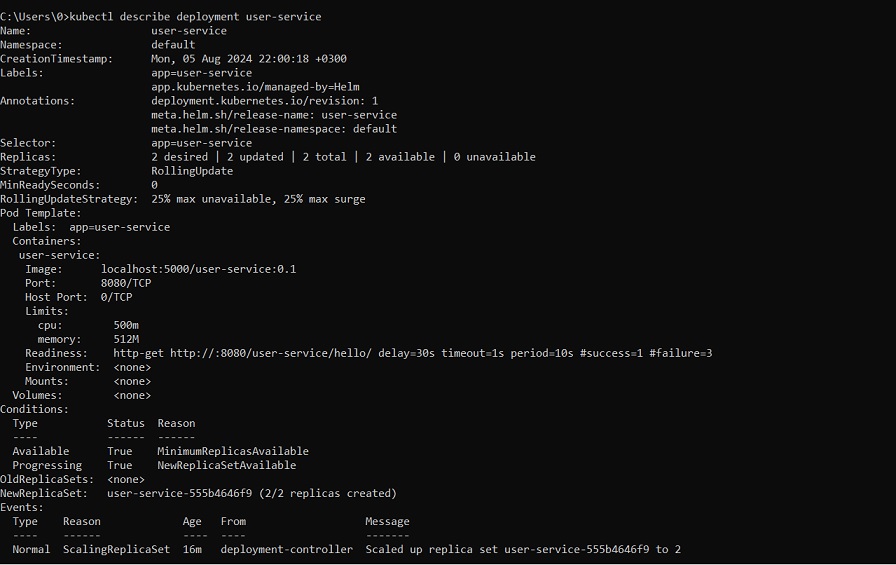 C:\Users\0>kubectl describe deployment user-service
Name:                   user-service
Namespace:              default
CreationTimestamp:      Mon, 05 Aug 2024 22:00:18 +0300
Labels:                 app=user-service
                        app.kubernetes.io/managed-by=Helm
Annotations:            deployment.kubernetes.io/revision: 1
                        meta.helm.sh/release-name: user-service
                        meta.helm.sh/release-namespace: default
Selector:               app=user-service
Replicas:               2 desired | 2 updated | 2 total | 2 available | 0 unavailable
StrategyType:           RollingUpdate
MinReadySeconds:        0
RollingUpdateStrategy:  25% max unavailable, 25% max surge
Pod Template:
  Labels:  app=user-service
  Containers:
   user-service:
    Image:      localhost:5000/user-service:0.1
    Port:       8080/TCP
    Host Port:  0/TCP
    Limits:
      cpu:        500m
      memory:     512M
    Readiness:    http-get http://:8080/user-service/hello/ delay=30s timeout=1s period=10s #success=1 #failure=3
    Environment:  <none>
    Mounts:       <none>
  Volumes:        <none>
Conditions:
  Type           Status  Reason
  ----           ------  ------
  Available      True    MinimumReplicasAvailable
  Progressing    True    NewReplicaSetAvailable
OldReplicaSets:  <none>
NewReplicaSet:   user-service-555b4646f9 (2/2 replicas created)
Events:
  Type    Reason             Age   From                   Message
  ----    ------             ----  ----                   -------
  Normal  ScalingReplicaSet  16m   deployment-controller  Scaled up replica set user-service-555b4646f9 to 2